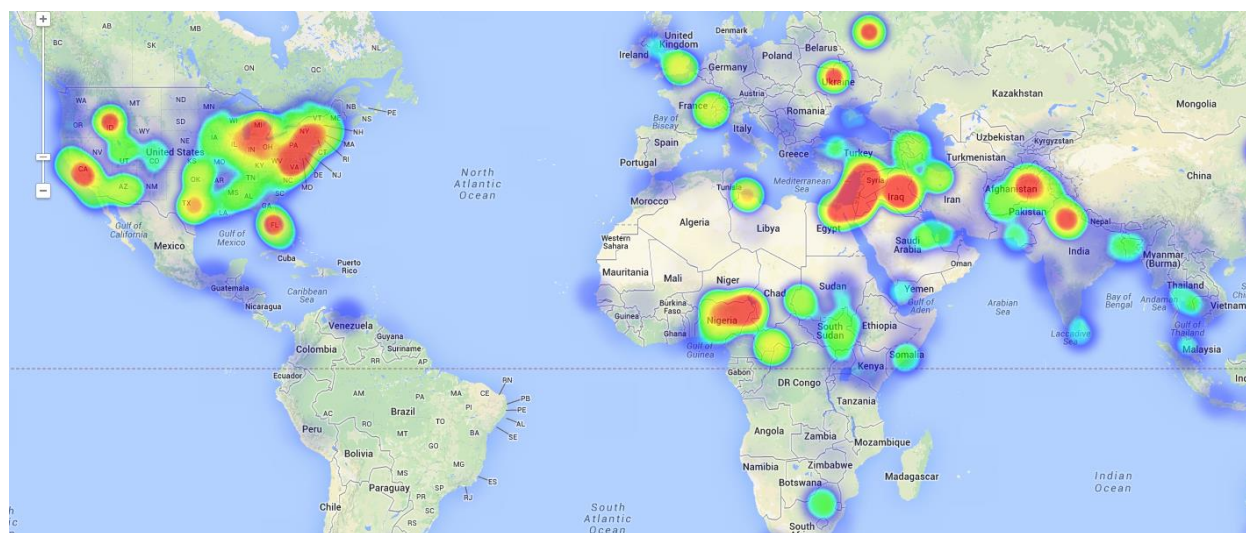 AB
MB
BC
SK
ON
QC
NL
NB
PE
NS
WA
MT
ND
MN
OR
ID
WY
SD
WI
MI
VT
ME
NY
NH
MA
RI
CT
NJ
NV
UT
CO
United States
NE
IA
IL
IN
OH
PA
KS
MO
KY
WV
VA
DE
MD
CA
AZ
NM
OK
AR
TN
NC
SC
MS
AL
GA
TX
LA
FL
Gulf of
California
Mexico
Gulf of
Mexico
Cuba
Puerto
Rico
Guatemala
Caribbean
Sea
Nicaragua
Venezuela
Guyana
Suriname
Colombia
Ecuador
RR
AP
AM
PA
MA
CE
RN
PB
PE
AL
SE
PI
TO
AC
RO
Peru
Brazil
MT
BA
GO
Bolivia
MG
ES
MS
SP
RJ
Paraguay
PR
SC
RS
Chile
North
Atlantic
Ocean
South
Atlantic
Ocean
United
Kingdom
Ireland
Denmark
Belarus
Poland
Germany
Ukraine
Austria
France
Romania
Bay of
Biscay
Italy
Spain
Portugal
Greece
Turkey
Mediterranean
Sea
Tunisia
Syria
Iraq
Iran
Morocco
Algeria
Libya
Egypt
Western
Sahara
Saudi
Arabia
Oman
Mauritania
Mali
Niger
Chad
Sudan
Yemen
Gulf of
Aden
Burkina
Faso
Guinea
Ghana
Nigeria
Gulf of
Guinea
South
Sudan
Ethiopia
Somalia
Gabon
Kenya
DR Congo
Tanzania
Angola
Zambia
Mozambique
Zimbabwe
Namibia
Botswana
Madagascar
South
Kazakhstan
Mongolia
Uzbekistan
Kyrgyzstan
Turkmenistan
China
Afghanistan
Pakistan
Nepal
India
Myanmar
(Burma)
Arabian
Sea
Bay of
Bengal
Andaman
Sea
Thailand
Vietnam
Gulf of
Thailand
Laccadive
Sea
Malaysia
Indian
Ocean